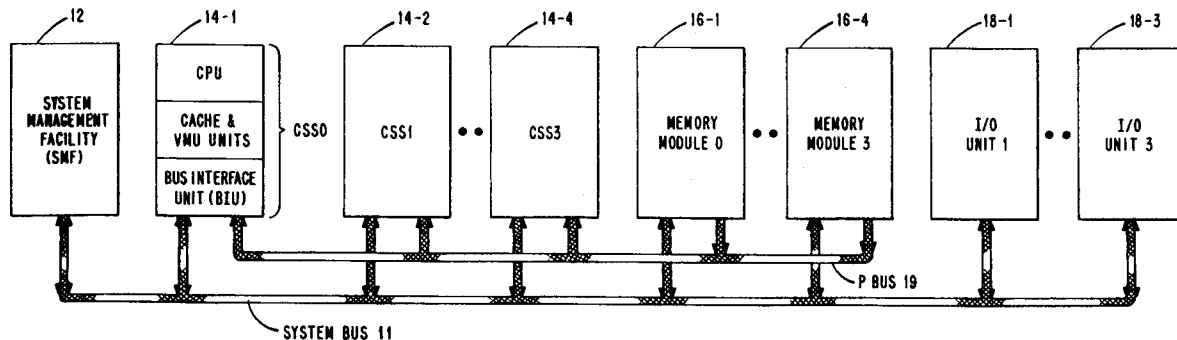 12
14-1
14-2
14-4
16-1
16-4
18-1
18-3
SYSTEM
MANAGEMENT
FACILITY
(SMF)
CPU
CACHE &
VMU UNITS
BUS INTERFACE
UNIT (BIU)
CSS0
CSS1
CSS3
MEMORY
MODULE 0
MEMORY
MODULE 3
I/O
UNIT 1
I/O
UNIT 3
P BUS 19
SYSTEM BUS 11